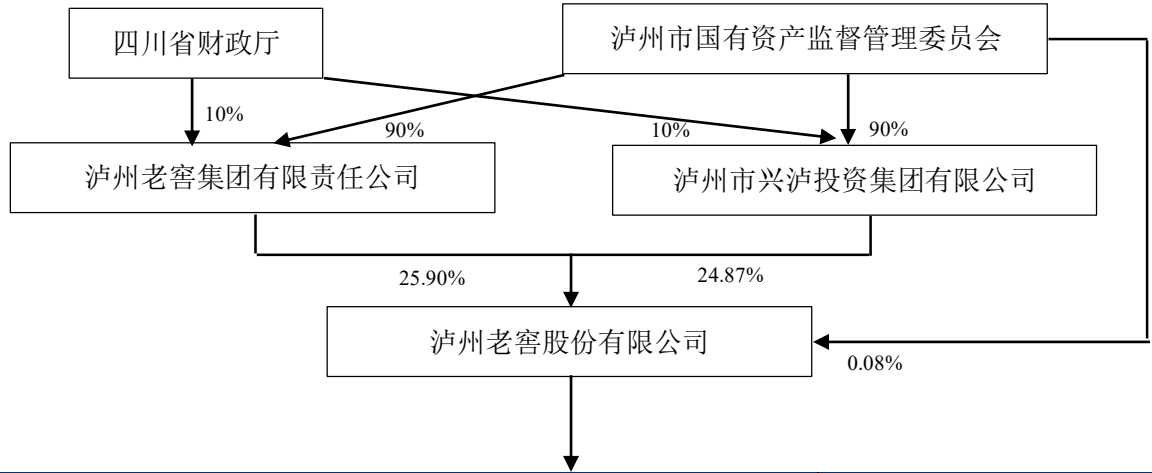 四川省财政厅
泸州市国有资产监督管理委员会
10%
90%
10%
90%
泸州老窖集团有限责任公司
泸州市兴泸投资集团有限公司
25.90%
24.87%
泸州老窖股份有限公司
0.08%